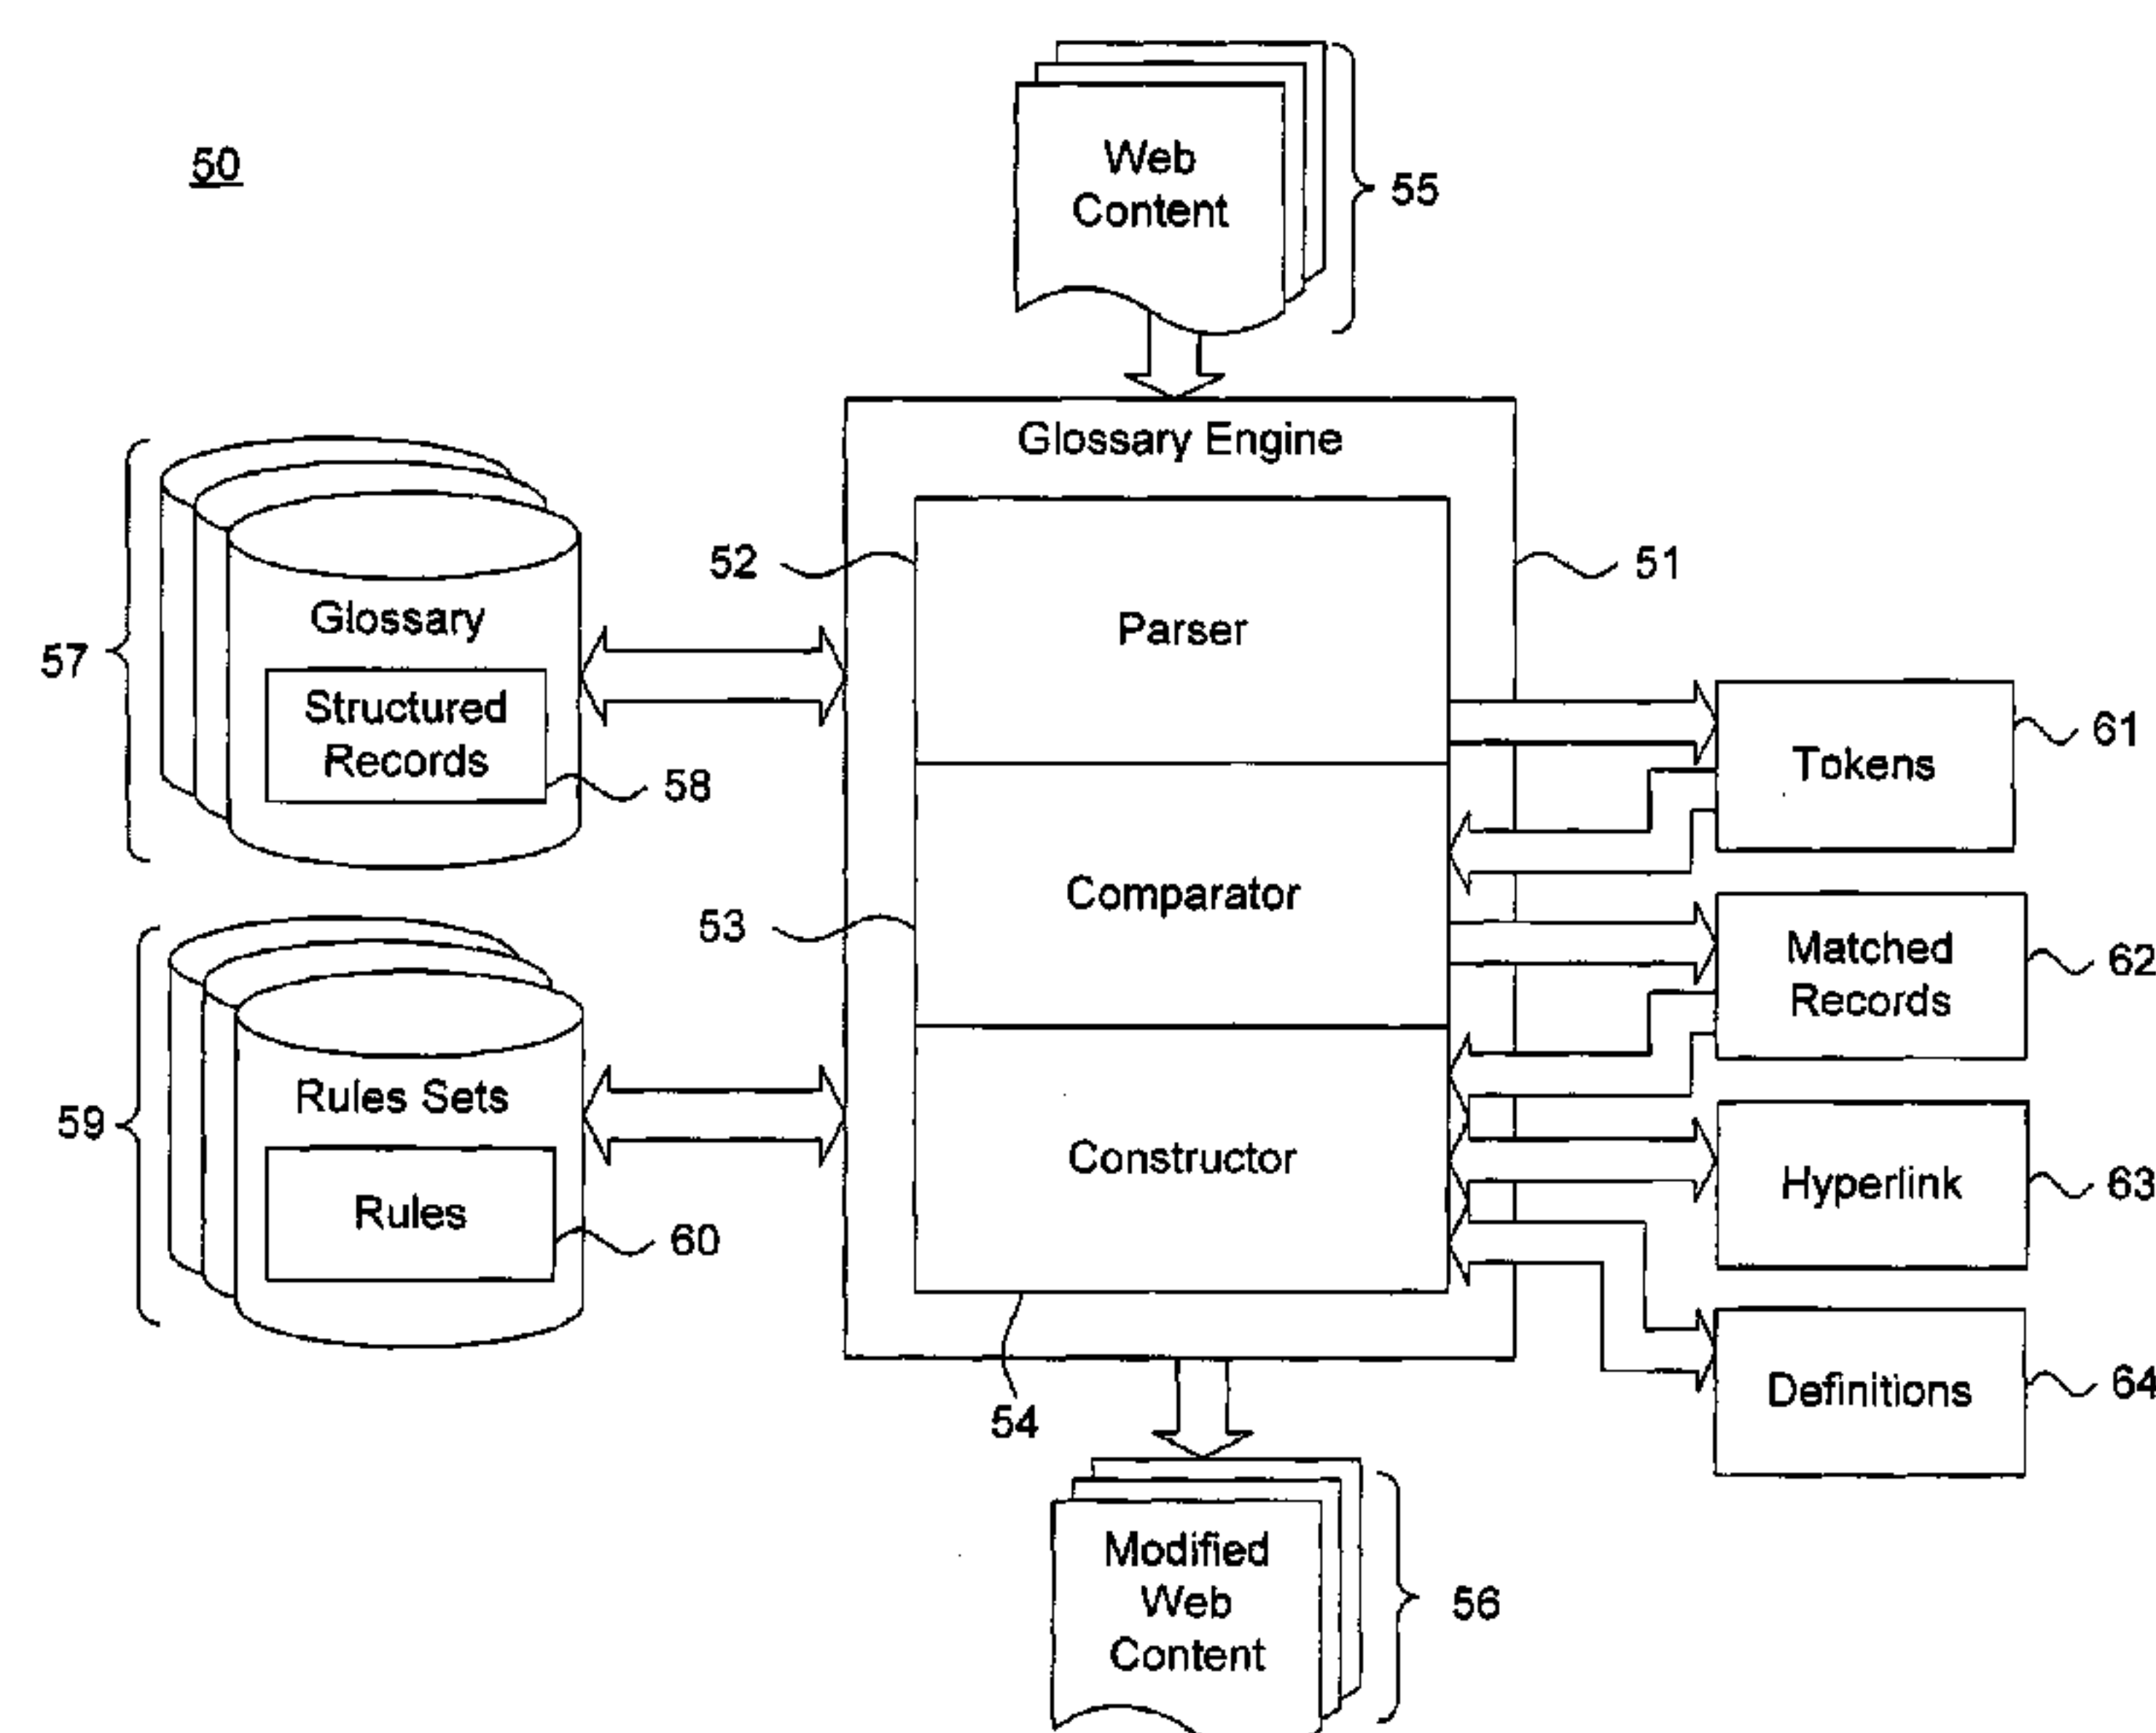 50
Web
Content
55
Glossary Engine
57
Glossary
Structured
Records
58
52
51
Parser
Tokens
61
53
Comparator
Matched
Records
62
59
Rules Sets
Rules
60
Constructor
Hyperlink
63
54
Definitions
64
Modified
Web
Content
56